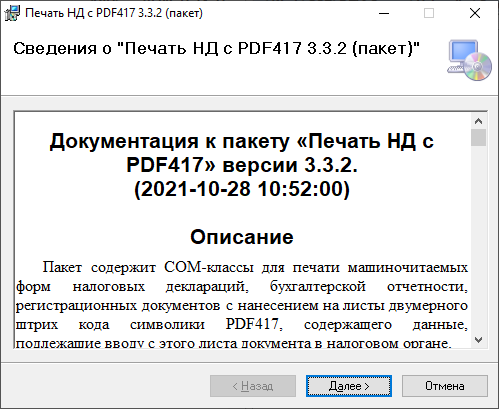 Печать НД с PDF417 3.3.2 (пакет)
Сведения о "Печать НД с PDF417 3.3.2 (пакет)"
Документация к пакету «Печать НД с
PDF417» версии 3.3.2.
(2021-10-28 10:52:00)
Описание
Пакет содержит COM-классы для печати машиночитаемых
форм налоговых деклараций, бухгалтерской отчетности,
регистрационных документов с нанесением на листы двумерного
штрих кода символики PDF417, содержащего данные,
подлежащие вводу с этого листа документа в налоговом органе.
< Назад
Далее >
Отмена